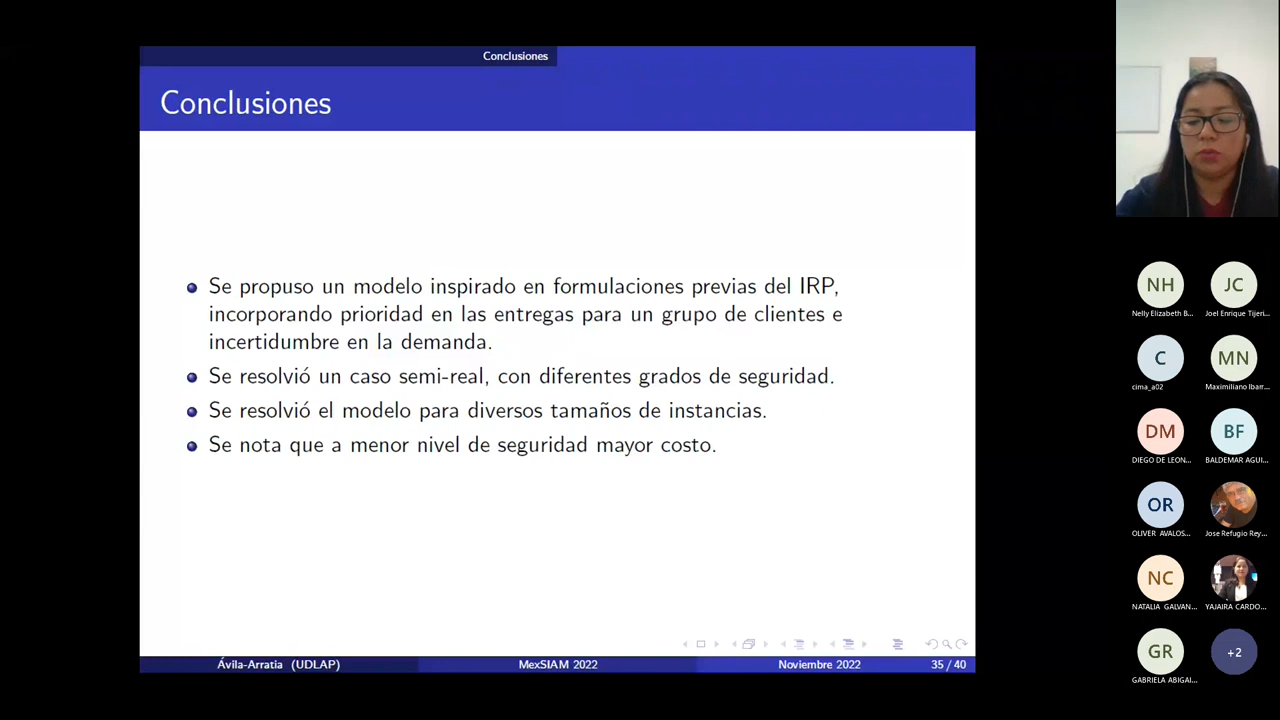 Conclusiones
Conclusiones
Se propuso un modelo inspirado en formulaciones previas del IRP,
incorporando prioridad en las entregas para un grupo de clientes e
incertidumbre en la demanda.
Se resolvió un caso semi-real, con diferentes grados de seguridad.
Se resolvió el modelo para diversos tamaños de instancias.
Se nota que a menor nivel de seguridad mayor costo.
Ávila-Arratia (UDLAP) MexSIAM 2022 Noviembre 2022 35 / 40
NH JC
Nelly Elizabeth B... Joel Enrique Tijeri...
C MN
cima_a02 Maximiliano Ibarr...
DM BF
DIEGO DE LEON... BALDEMAR AGUI...
OR
OLIVER AVALOS... Jose Refugio Rey...
NC
NATALIA GALVAN... YAJAIRA CARDO...
GR +2
GABRIELA ABIGAI...